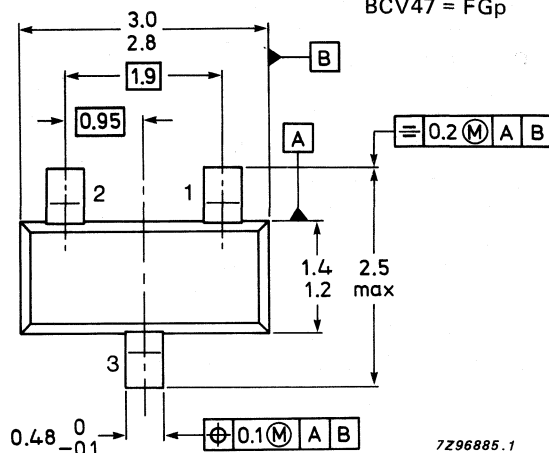 BCV47 = FGp
3.0
2.8
B
1.9
0.95
A
= 0.2 Ⓜ A B
2
1
1.4
1.2
2.5
max
3
0.48 0
-0.1
⌖ 0.1 Ⓜ A B
7Z96885.1